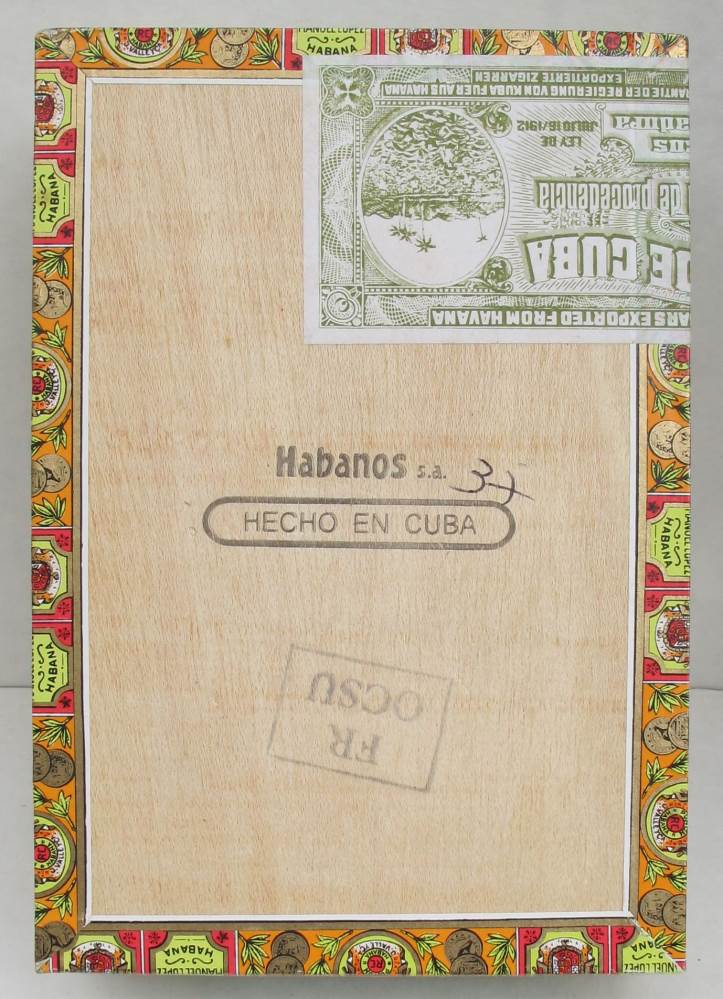 MANUEL LOPEZ
HABANA
RANTIE DER REGIERUNG VON KUBA FUER AUS HAVANA
EXPORTIERTE ZIGARREN
LEY DE
JULIO 16/1912
de procedencia
DE CUBA
ARS EXPORTED FROM HAVANA
HABANA
HABANA
Habanos s.a.
37
HECHO EN CUBA
HABANA
HABANA
FR
OCSU
MANUEL LOPEZ
HABANA
MANUEL LOPEZ
HABANA